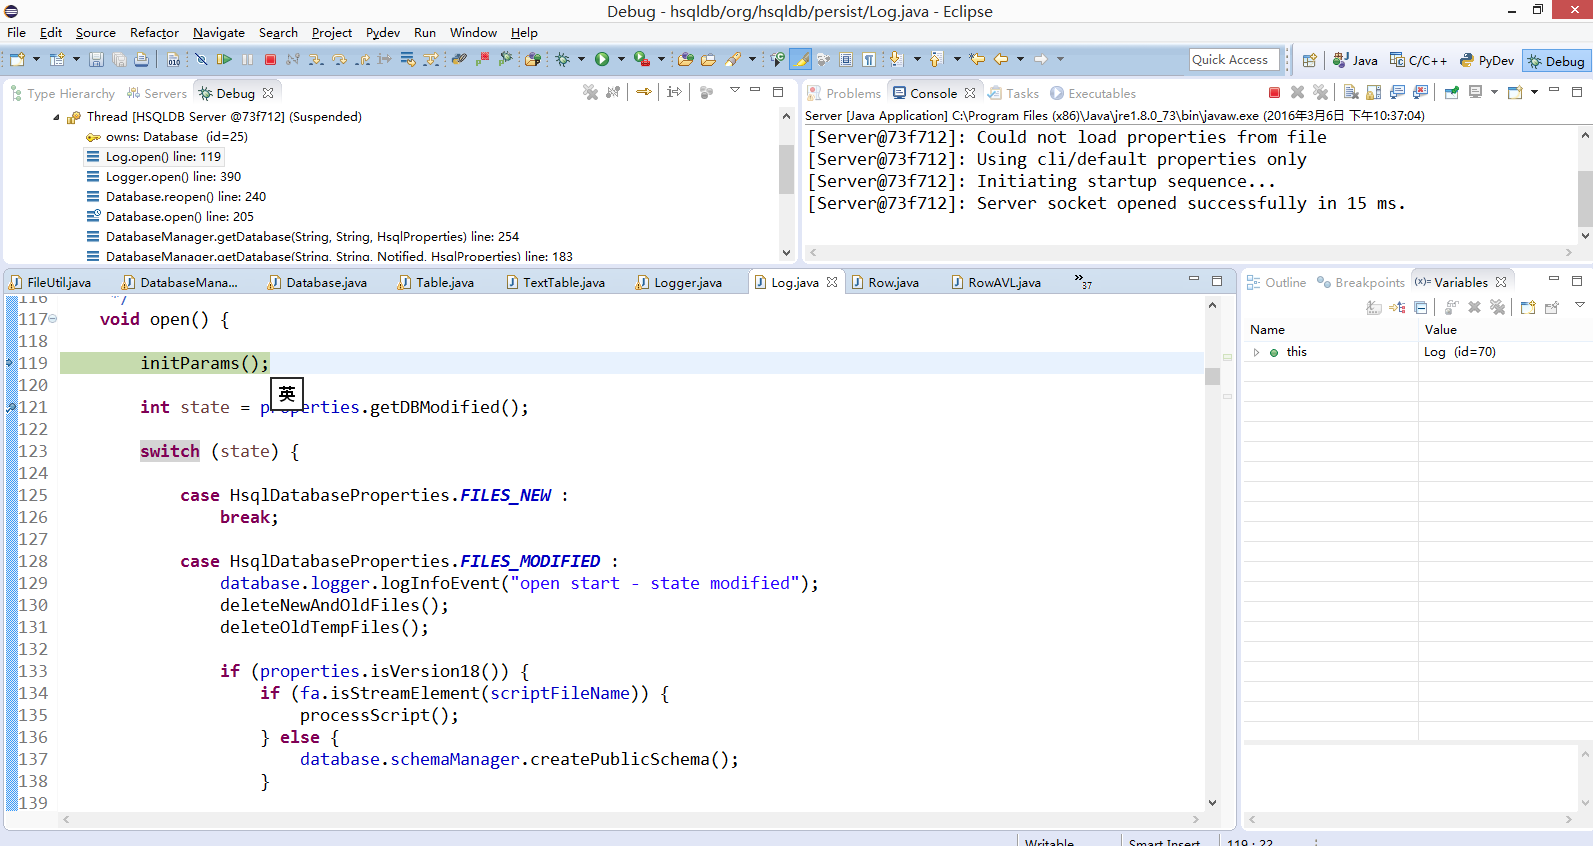 Debug - hsqldb/org/hsqldb/persist/Log.java - Eclipse
File Edit Source Refactor Navigate Search Project Pydev Run Window Help
Quick Access Java C/C++ PyDev Debug
Type Hierarchy Servers Debug
Thread [HSQLDB Server @73f712] (Suspended)
owns: Database (id=25)
Log.open() line: 119
Logger.open() line: 390
Database.reopen() line: 240
Database.open() line: 205
DatabaseManager.getDatabase(String, String, HsqlProperties) line: 254
DatabaseManager.getDatabase(String, String, Notified, HsqlProperties) line: 183
Problems Console Tasks Executables
Server [Java Application] C:\Program Files (x86)\Java\jre1.8.0_73\bin\javaw.exe (2016年3月6日 下午10:37:04)
[Server@73f712]: Could not load properties from file
[Server@73f712]: Using cli/default properties only
[Server@73f712]: Initiating startup sequence...
[Server@73f712]: Server socket opened successfully in 15 ms.
FileUtil.java DatabaseMana... Database.java Table.java TextTable.java Logger.java Log.java Row.java RowAVL.java »37
116 */
117 void open() {
118
119 initParams();
120
英
121 int state = properties.getDBModified();
122
123 switch (state) {
124
125 case HsqlDatabaseProperties.FILES_NEW :
126 break;
127
128 case HsqlDatabaseProperties.FILES_MODIFIED :
129 database.logger.logInfoEvent("open start - state modified");
130 deleteNewAndOldFiles();
131 deleteOldTempFiles();
132
133 if (properties.isVersion18()) {
134 if (fa.isStreamElement(scriptFileName)) {
135 processScript();
136 } else {
137 database.schemaManager.createPublicSchema();
138 }
139
Outline Breakpoints (x)= Variables
Name Value
this Log (id=70)
Writable Smart Insert 119 : 22